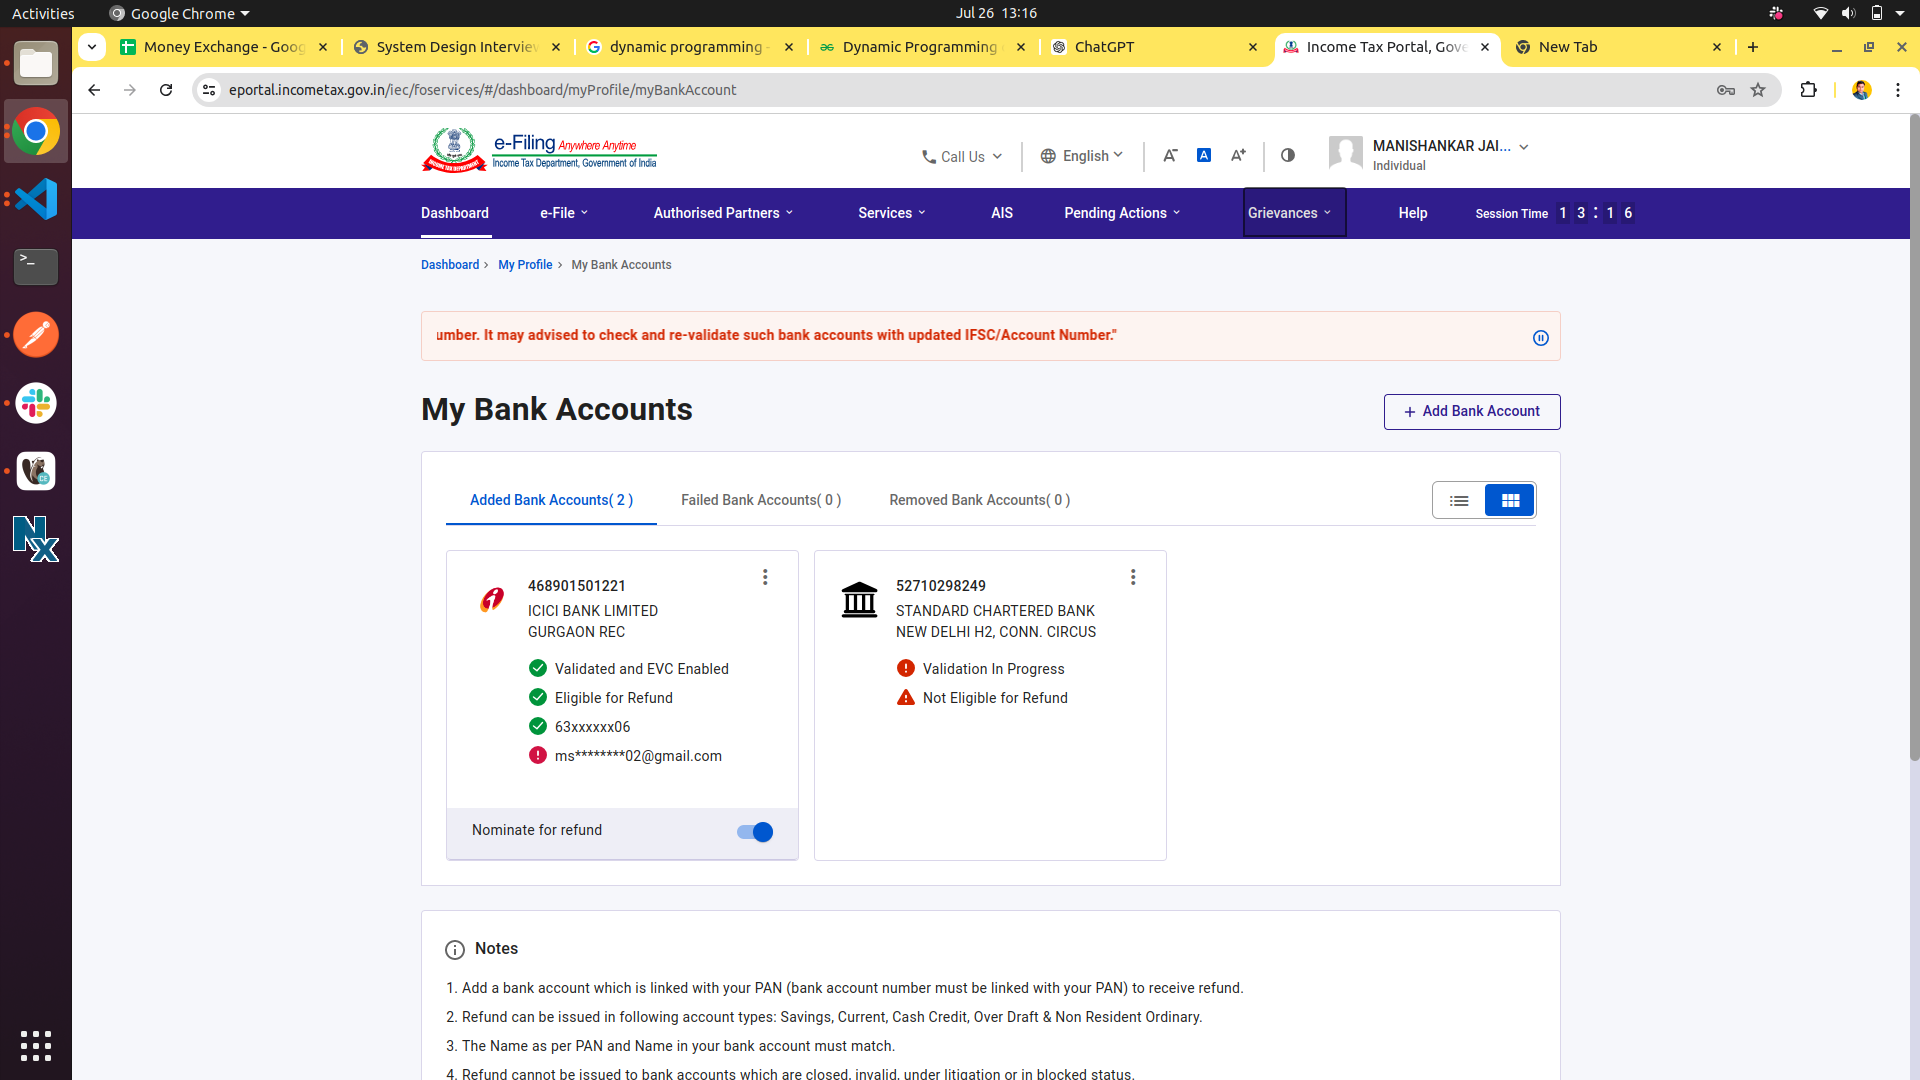 Activities
Google Chrome
Jul 26 13:16
Money Exchange - Goog
System Design Interview
dynamic programming -
Dynamic Programming
ChatGPT
Income Tax Portal, Gove
New Tab
eportal.incometax.gov.in/iec/foservices/#/dashboard/myProfile/myBankAccount
e-Filing Anywhere Anytime
Income Tax Department, Government of India
Call Us
English
A-
A
A+
MANISHANKAR JAI...
Individual
Dashboard
e-File
Authorised Partners
Services
AIS
Pending Actions
Grievances
Help
Session Time 1 3 : 1 6
Dashboard > My Profile > My Bank Accounts
umber. It may advised to check and re-validate such bank accounts with updated IFSC/Account Number."
My Bank Accounts
+ Add Bank Account
Added Bank Accounts( 2 )
Failed Bank Accounts( 0 )
Removed Bank Accounts( 0 )
468901501221
ICICI BANK LIMITED
GURGAON REC
Validated and EVC Enabled
Eligible for Refund
63xxxxxx06
ms********02@gmail.com
Nominate for refund
52710298249
STANDARD CHARTERED BANK
NEW DELHI H2, CONN. CIRCUS
Validation In Progress
Not Eligible for Refund
Notes
1. Add a bank account which is linked with your PAN (bank account number must be linked with your PAN) to receive refund.
2. Refund can be issued in following account types: Savings, Current, Cash Credit, Over Draft & Non Resident Ordinary.
3. The Name as per PAN and Name in your bank account must match.
4. Refund cannot be issued to bank accounts which are closed, invalid, under litigation or in blocked status.